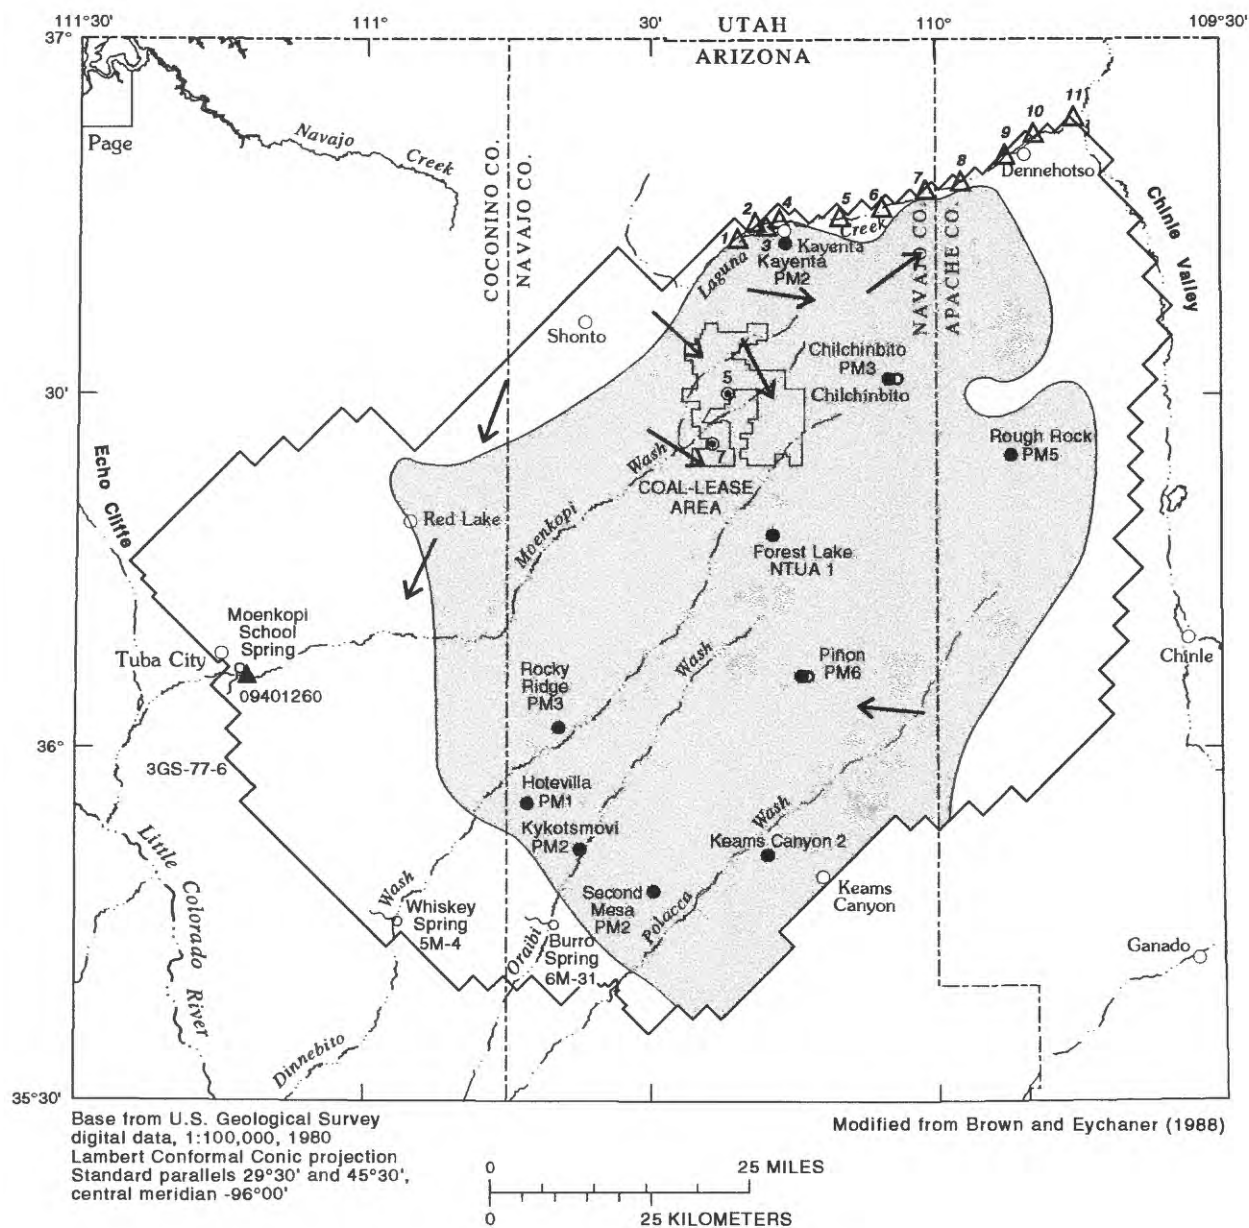 111°30'
111°
30'
UTAH
ARIZONA
110°
109°30'
37°
Page
Navajo
Creek
COCONINO CO.
NAVAJO CO.
1
2
3
4
5
6
7
8
9
10
11
Dennehotso
Creek
Kayenta
Kayenta
PM2
Laguna
NAVAJO CO.
APACHE CO.
Chinle Valley
Shonto
Chilchinbito
PM3
Chilchinbito
30'
5
7
Rough Rock
PM5
Wash
COAL-LEASE
AREA
Echo Cliffs
Red Lake
Moenkopi
Forest Lake
NTUA 1
Moenkopi
School
Spring
Tuba City
09401260
Wash
Chinle
Rocky
Ridge
PM3
Piñon
PM6
36°
3GS-77-6
Hotevilla
PM1
Kykotsmovi
PM2
Wash
Keams Canyon 2
Little
Colorado
River
Wash
Whiskey
Spring
5M-4
Second
Mesa
PM2
Polacca
Keams
Canyon
Oraibi
Burro
Spring
6M-31
Ganado
Dinnebito
35°30'
111°
30'
110°
Base from U.S. Geological Survey
digital data, 1:100,000, 1980
Lambert Conformal Conic projection
Standard parallels 29°30' and 45°30',
central meridian -96°00'
Modified from Brown and Eychaner (1988)
0 25 MILES
0 25 KILOMETERS